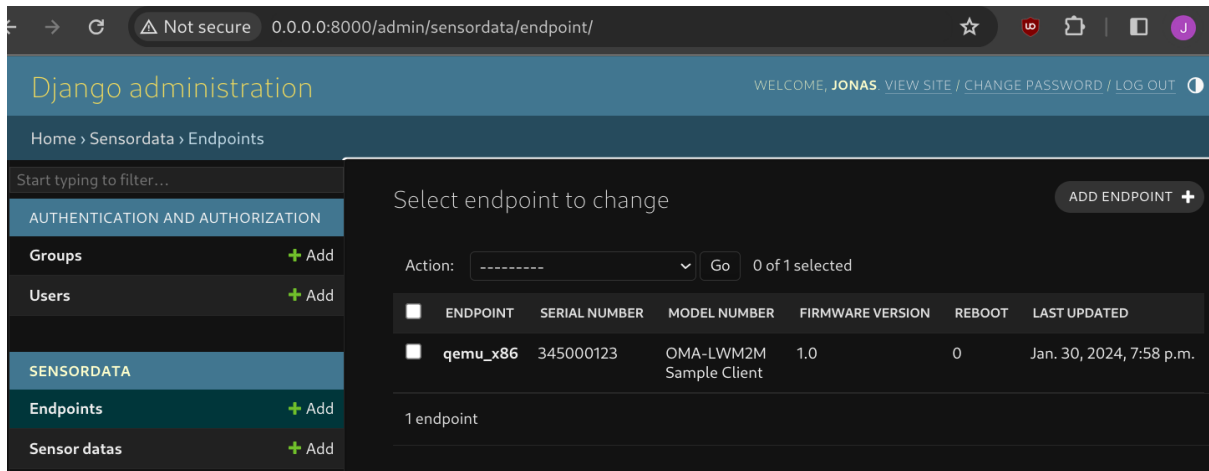 Not secure 0.0.0.0:8000/admin/sensordata/endpoint/
J
Django administration
WELCOME, JONAS. VIEW SITE / CHANGE PASSWORD / LOG OUT
Home › Sensordata › Endpoints
Start typing to filter...
AUTHENTICATION AND AUTHORIZATION
Groups + Add
Users + Add
SENSORDATA
Endpoints + Add
Sensor datas + Add
Select endpoint to change
ADD ENDPOINT +
Action: --------- Go 0 of 1 selected
ENDPOINT SERIAL NUMBER MODEL NUMBER FIRMWARE VERSION REBOOT LAST UPDATED
qemu_x86 345000123 OMA-LWM2M 1.0 0 Jan. 30, 2024, 7:58 p.m.
Sample Client
1 endpoint